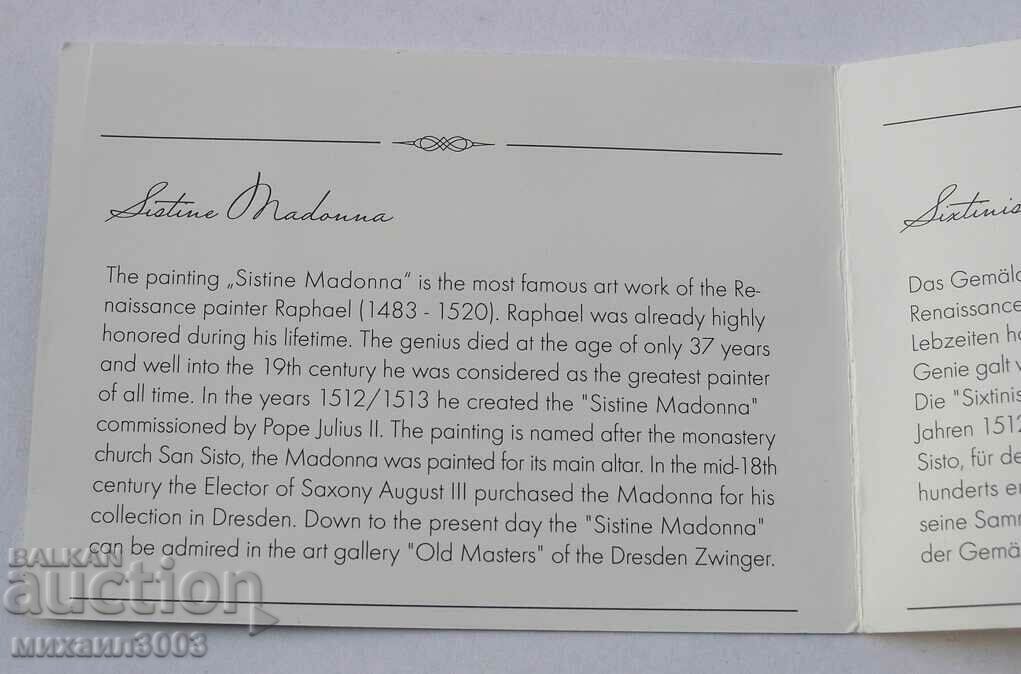 Sistine Madonna
The painting „Sistine Madonna“ is the most famous art work of the Re-
naissance painter Raphael (1483 - 1520). Raphael was already highly
honored during his lifetime. The genius died at the age of only 37 years
and well into the 19th century he was considered as the greatest painter
of all time. In the years 1512/1513 he created the "Sistine Madonna"
commissioned by Pope Julius II. The painting is named after the monastery
church San Sisto, the Madonna was painted for its main altar. In the mid-18th
century the Elector of Saxony August III purchased the Madonna for his
collection in Dresden. Down to the present day the "Sistine Madonna"
can be admired in the art gallery "Old Masters" of the Dresden Zwinger.
Sixtinis
Das Gemäld
Renaissance
Lebzeiten ha
Genie galt v
Die "Sixtinis
Jahren 1512
Sisto, für de
hunderts er
seine Samm
der Gemä
БАLKAN
auction
михаил3003